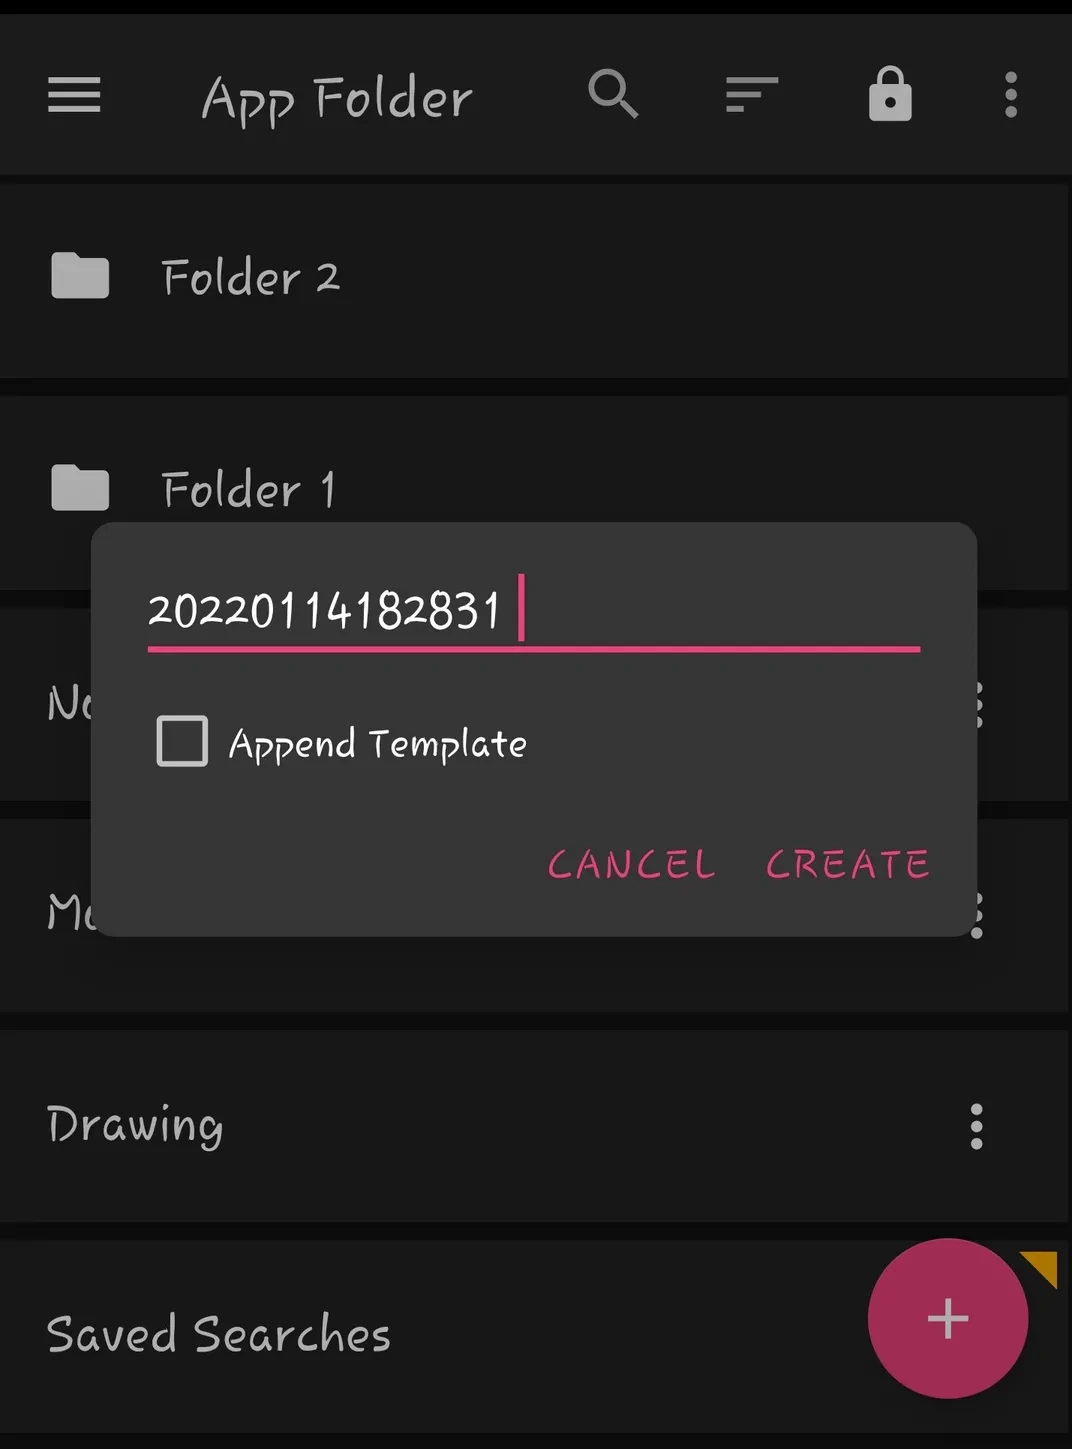 App Folder
Folder 2
Folder 1
20220114182831
Append Template
CANCEL CREATE
Drawing
Saved Searches